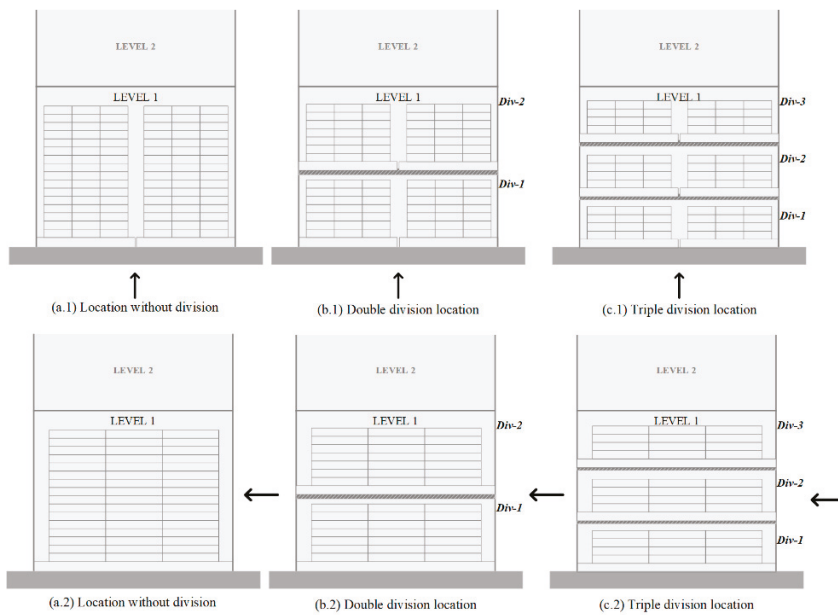 LEVEL 2
LEVEL 1
(a.1) Location without division
LEVEL 2
LEVEL 1
Div-2
Div-1
(b.1) Double division location
LEVEL 2
LEVEL 1
Div-3
Div-2
Div-1
(c.1) Triple division location
LEVEL 2
LEVEL 1
(a.2) Location without division
LEVEL 2
LEVEL 1
Div-2
Div-1
(b.2) Double division location
LEVEL 2
LEVEL 1
Div-3
Div-2
Div-1
(c.2) Triple division location